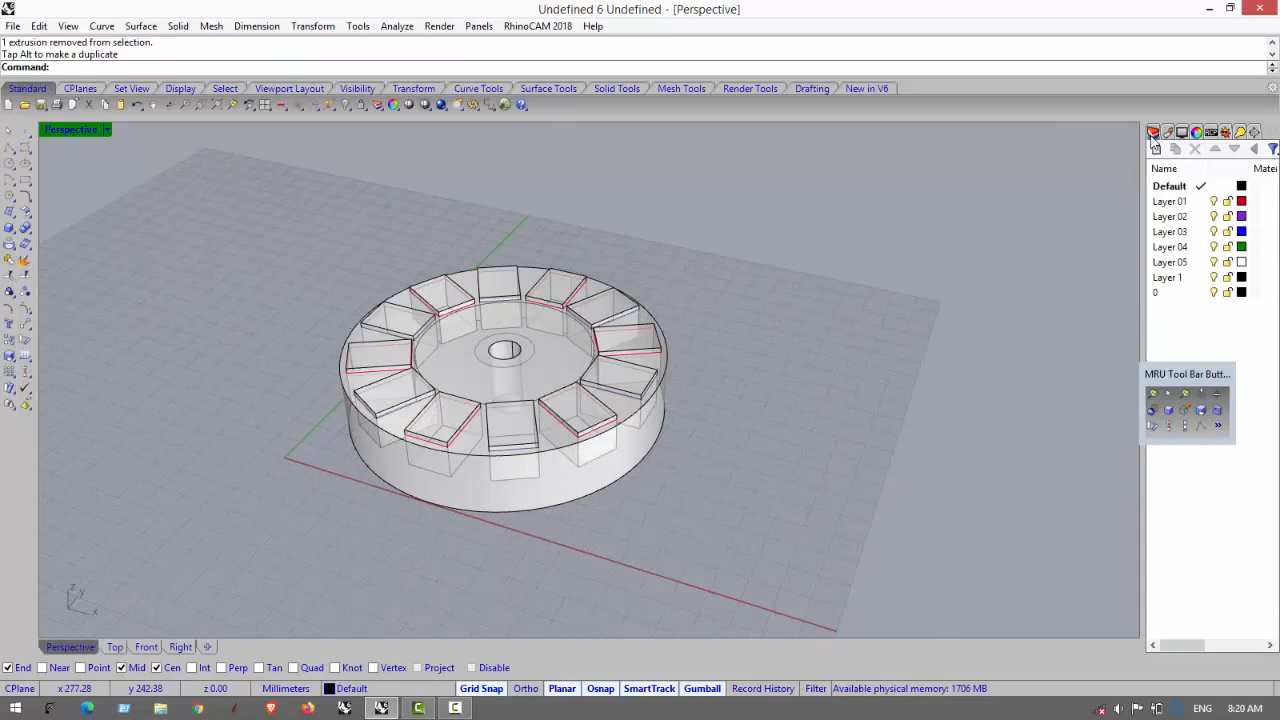 Undefined 6 Undefined - [Perspective]
File Edit View Curve Surface Solid Mesh Dimension Transform Tools Analyze Render Panels RhinoCAM 2018 Help
1 extrusion removed from selection.
Tap Alt to make a duplicate
Command:
Standard CPlanes Set View Display Select Viewport Layout Visibility Transform Curve Tools Surface Tools Solid Tools Mesh Tools Render Tools Drafting New in V6
Perspective
Name Mater
Default
Layer 01
Layer 02
Layer 03
Layer 04
Layer 05
Layer 1
0
MRU Tool Bar Butt...
z y x
Perspective Top Front Right
End Near Point Mid Cen Int Perp Tan Quad Knot Vertex Project Disable
CPlane x 277.28 y 242.38 z 0.00 Millimeters Default Grid Snap Ortho Planar Osnap SmartTrack Gumball Record History Filter Available physical memory: 1706 MB
ENG 8:20 AM